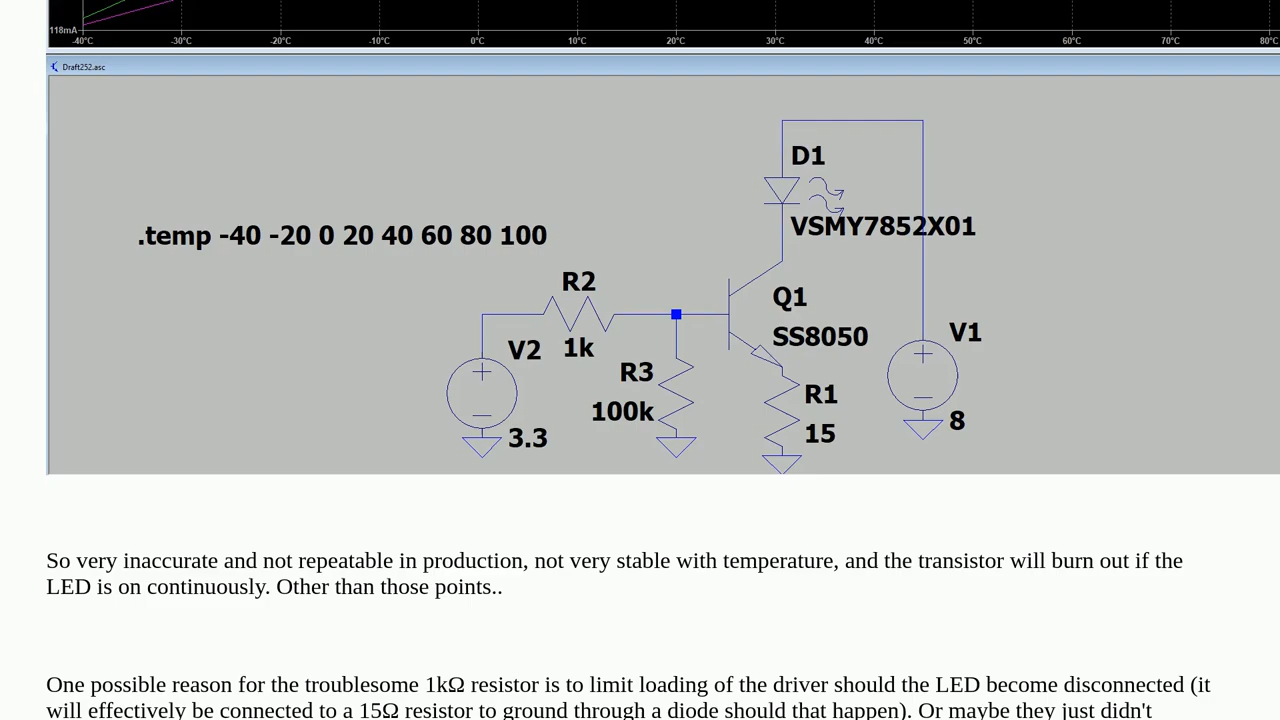 118mA
-40°C -30°C -20°C -10°C 0°C 10°C 20°C 30°C 40°C 50°C 60°C 70°C 80°C
Draft252.asc
D1
VSMY7852X01
.temp -40 -20 0 20 40 60 80 100
R2
1k
Q1
SS8050
V2
3.3
R3
100k
R1
15
V1
8
So very inaccurate and not repeatable in production, not very stable with temperature, and the transistor will burn out if the
LED is on continuously. Other than those points..
One possible reason for the troublesome 1kΩ resistor is to limit loading of the driver should the LED become disconnected (it
will effectively be connected to a 15Ω resistor to ground through a diode should that happen). Or maybe they just didn't